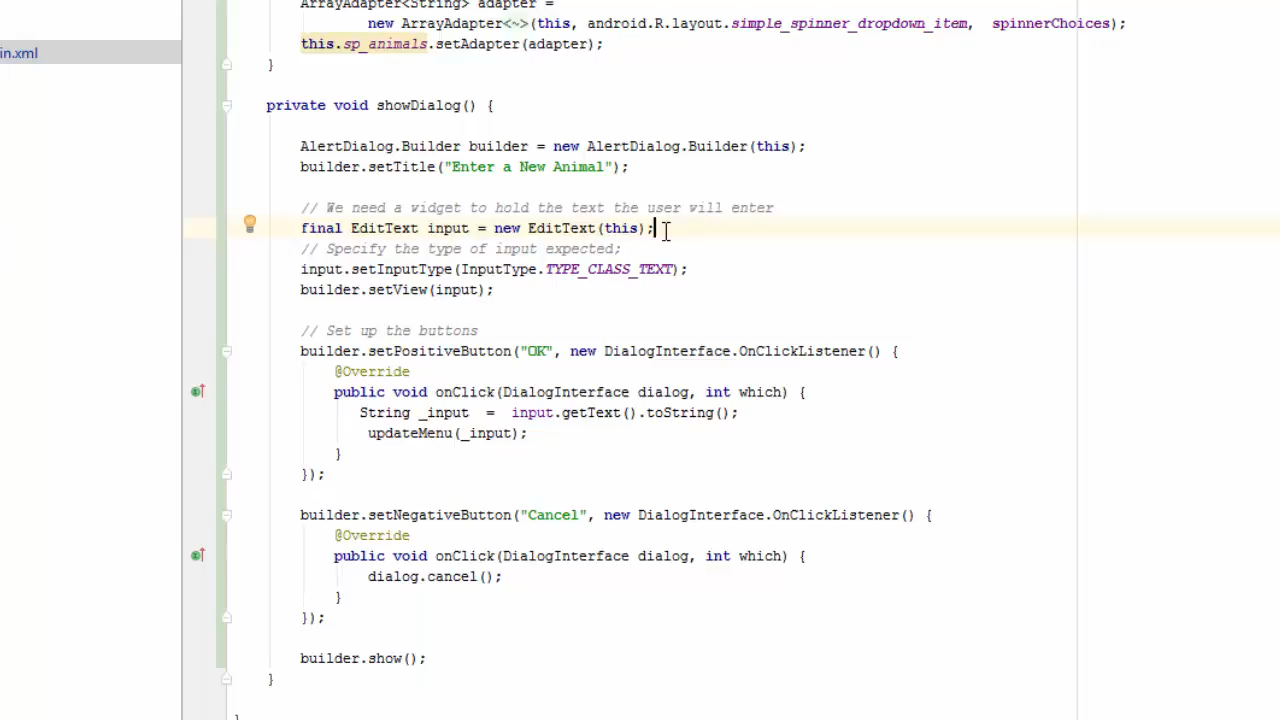 ArrayAdapter<String> adapter =
new ArrayAdapter<~>(this, android.R.layout.simple_spinner_dropdown_item, spinnerChoices);
in.xml
this.sp_animals.setAdapter(adapter);
}
private void showDialog() {
AlertDialog.Builder builder = new AlertDialog.Builder(this);
builder.setTitle("Enter a New Animal");
// We need a widget to hold the text the user will enter
final EditText input = new EditText(this);
// Specify the type of input expected;
input.setInputType(InputType.TYPE_CLASS_TEXT);
builder.setView(input);
// Set up the buttons
builder.setPositiveButton("OK", new DialogInterface.OnClickListener() {
@Override
public void onClick(DialogInterface dialog, int which) {
String _input = input.getText().toString();
updateMenu(_input);
}
});
builder.setNegativeButton("Cancel", new DialogInterface.OnClickListener() {
@Override
public void onClick(DialogInterface dialog, int which) {
dialog.cancel();
}
});
builder.show();
}